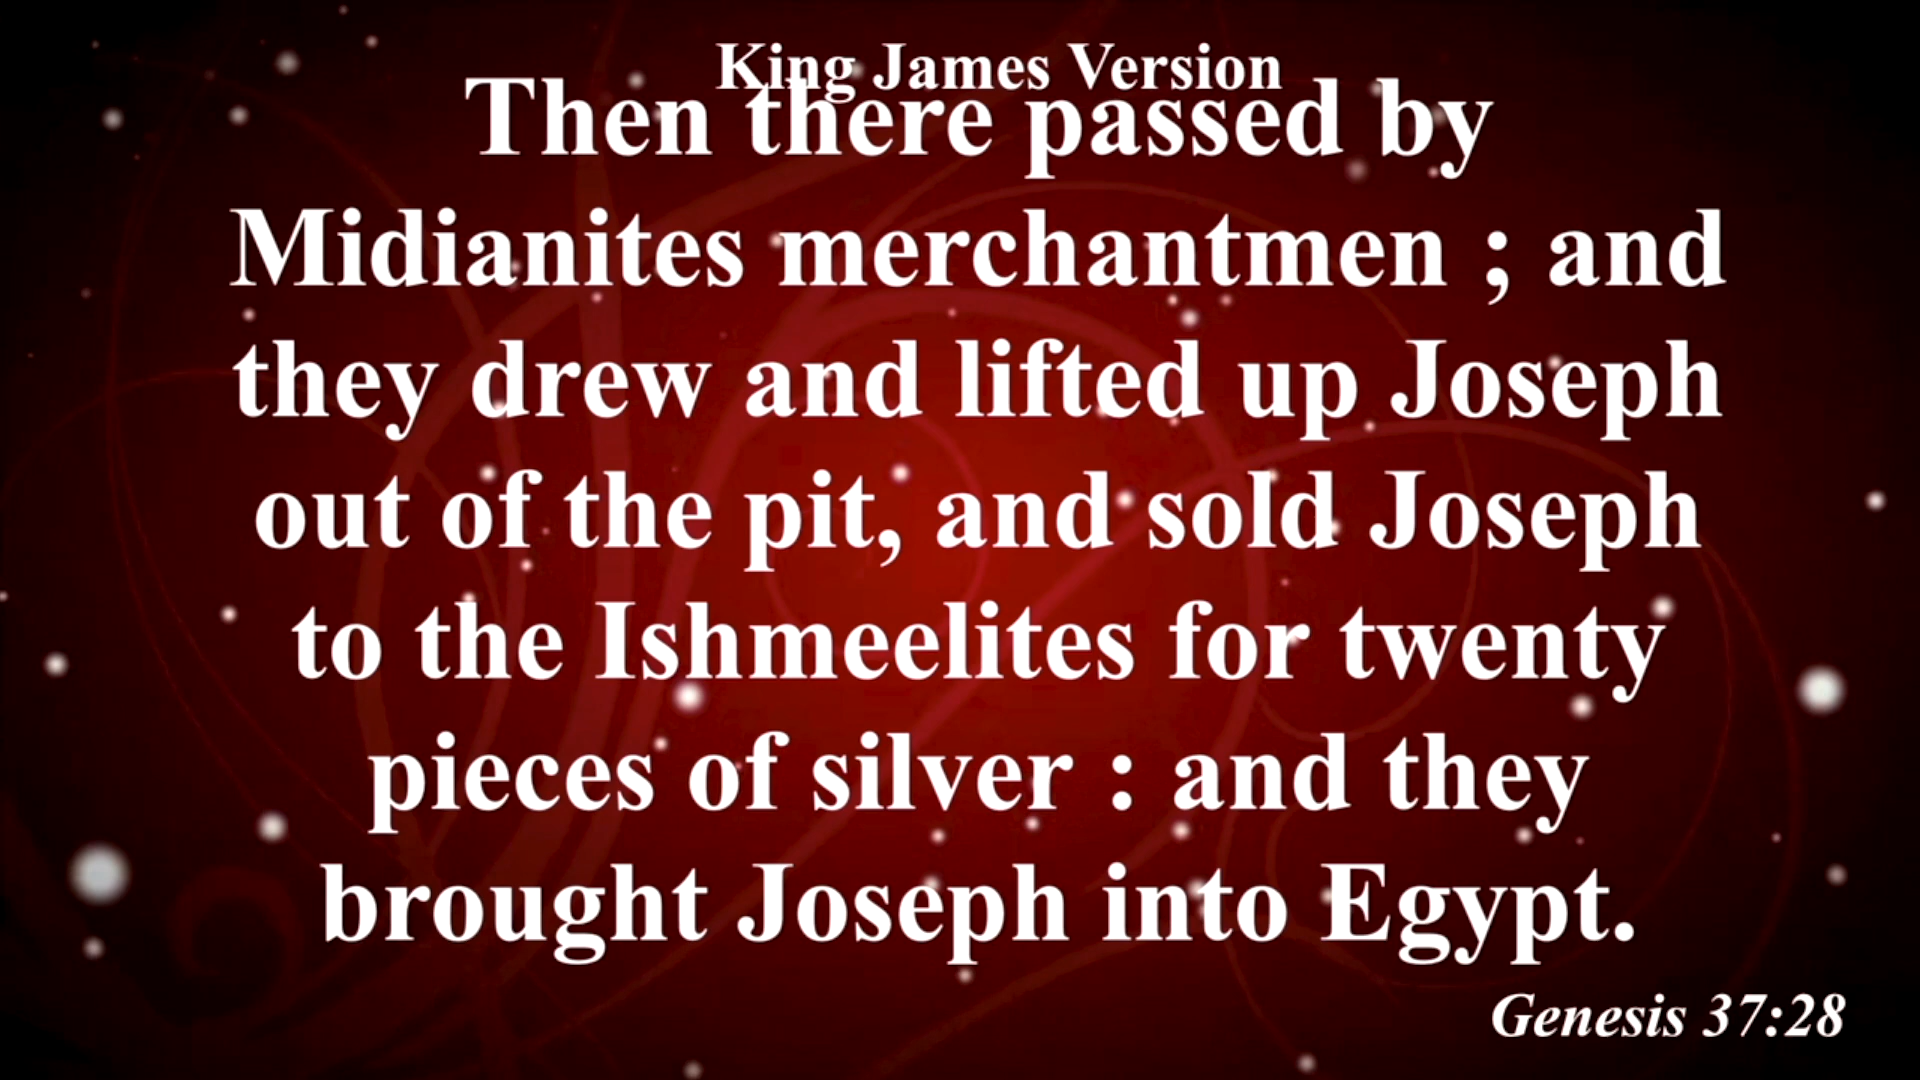 King James Version
Then there passed by
Midianites merchantmen ; and
they drew and lifted up Joseph
out of the pit, and sold Joseph
to the Ishmeelites for twenty
pieces of silver : and they
brought Joseph into Egypt.
Genesis 37:28